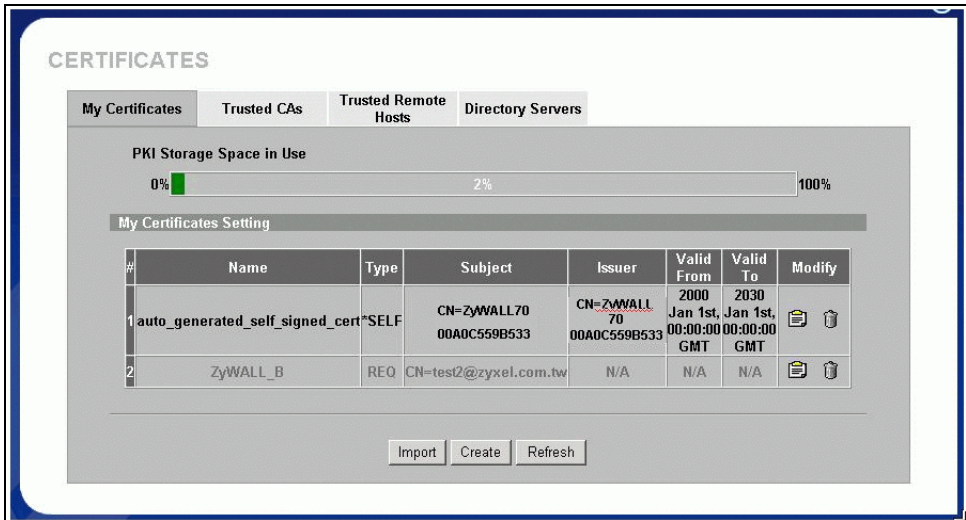 CERTIFICATES
My Certificates
Trusted CAs
Trusted Remote
Hosts
Directory Servers
PKI Storage Space in Use
0%
2%
100%
My Certificates Setting
# Name Type Subject Issuer Valid From Valid To Modify
1 auto_generated_self_signed_cert *SELF CN=ZyWALL70 00A0C559B533 CN=ZyWALL 70 00A0C559B533 2000 Jan 1st, 00:00:00 GMT 2030 Jan 1st, 00:00:00 GMT
2 ZyWALL_B REQ CN=test2@zyxel.com.tw N/A N/A N/A
Import Create Refresh